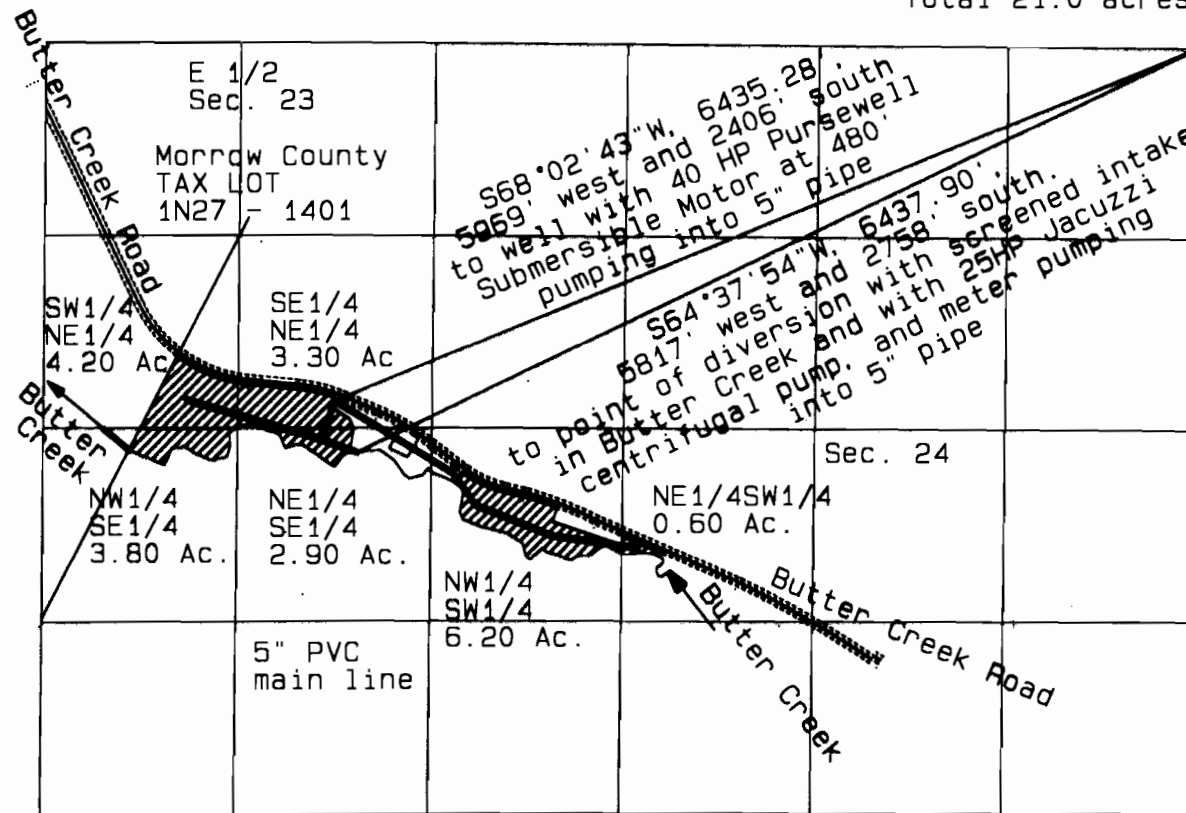 Total 21.0 acres
Butter Creek Road
E 1/2
Sec. 23
Morrow County
TAX LOT
1N27 - 1401
S68°02'43"W, 6435.28',
5969' west and 2406' south
to well with 40 HP Pursewell
Submersible Motor at 480'
pumping into 5" pipe
S64°37'54"W, 6437.90',
5817' west and 2758' south.
to point of diversion with screened intake
in Butter Creek and with 25HP Jacuzzi
centrifugal pump, and meter pumping
into 5" pipe
SW1/4
NE1/4
4.20 Ac
SE1/4
NE1/4
3.30 Ac
Butter
Creek
Sec. 24
NW1/4
SE1/4
3.80 Ac.
NE1/4
SE1/4
2.90 Ac.
NE1/4SW1/4
0.60 Ac.
NW1/4
SW1/4
6.20 Ac.
Butter Creek Road
Butter Creek
5" PVC
main line